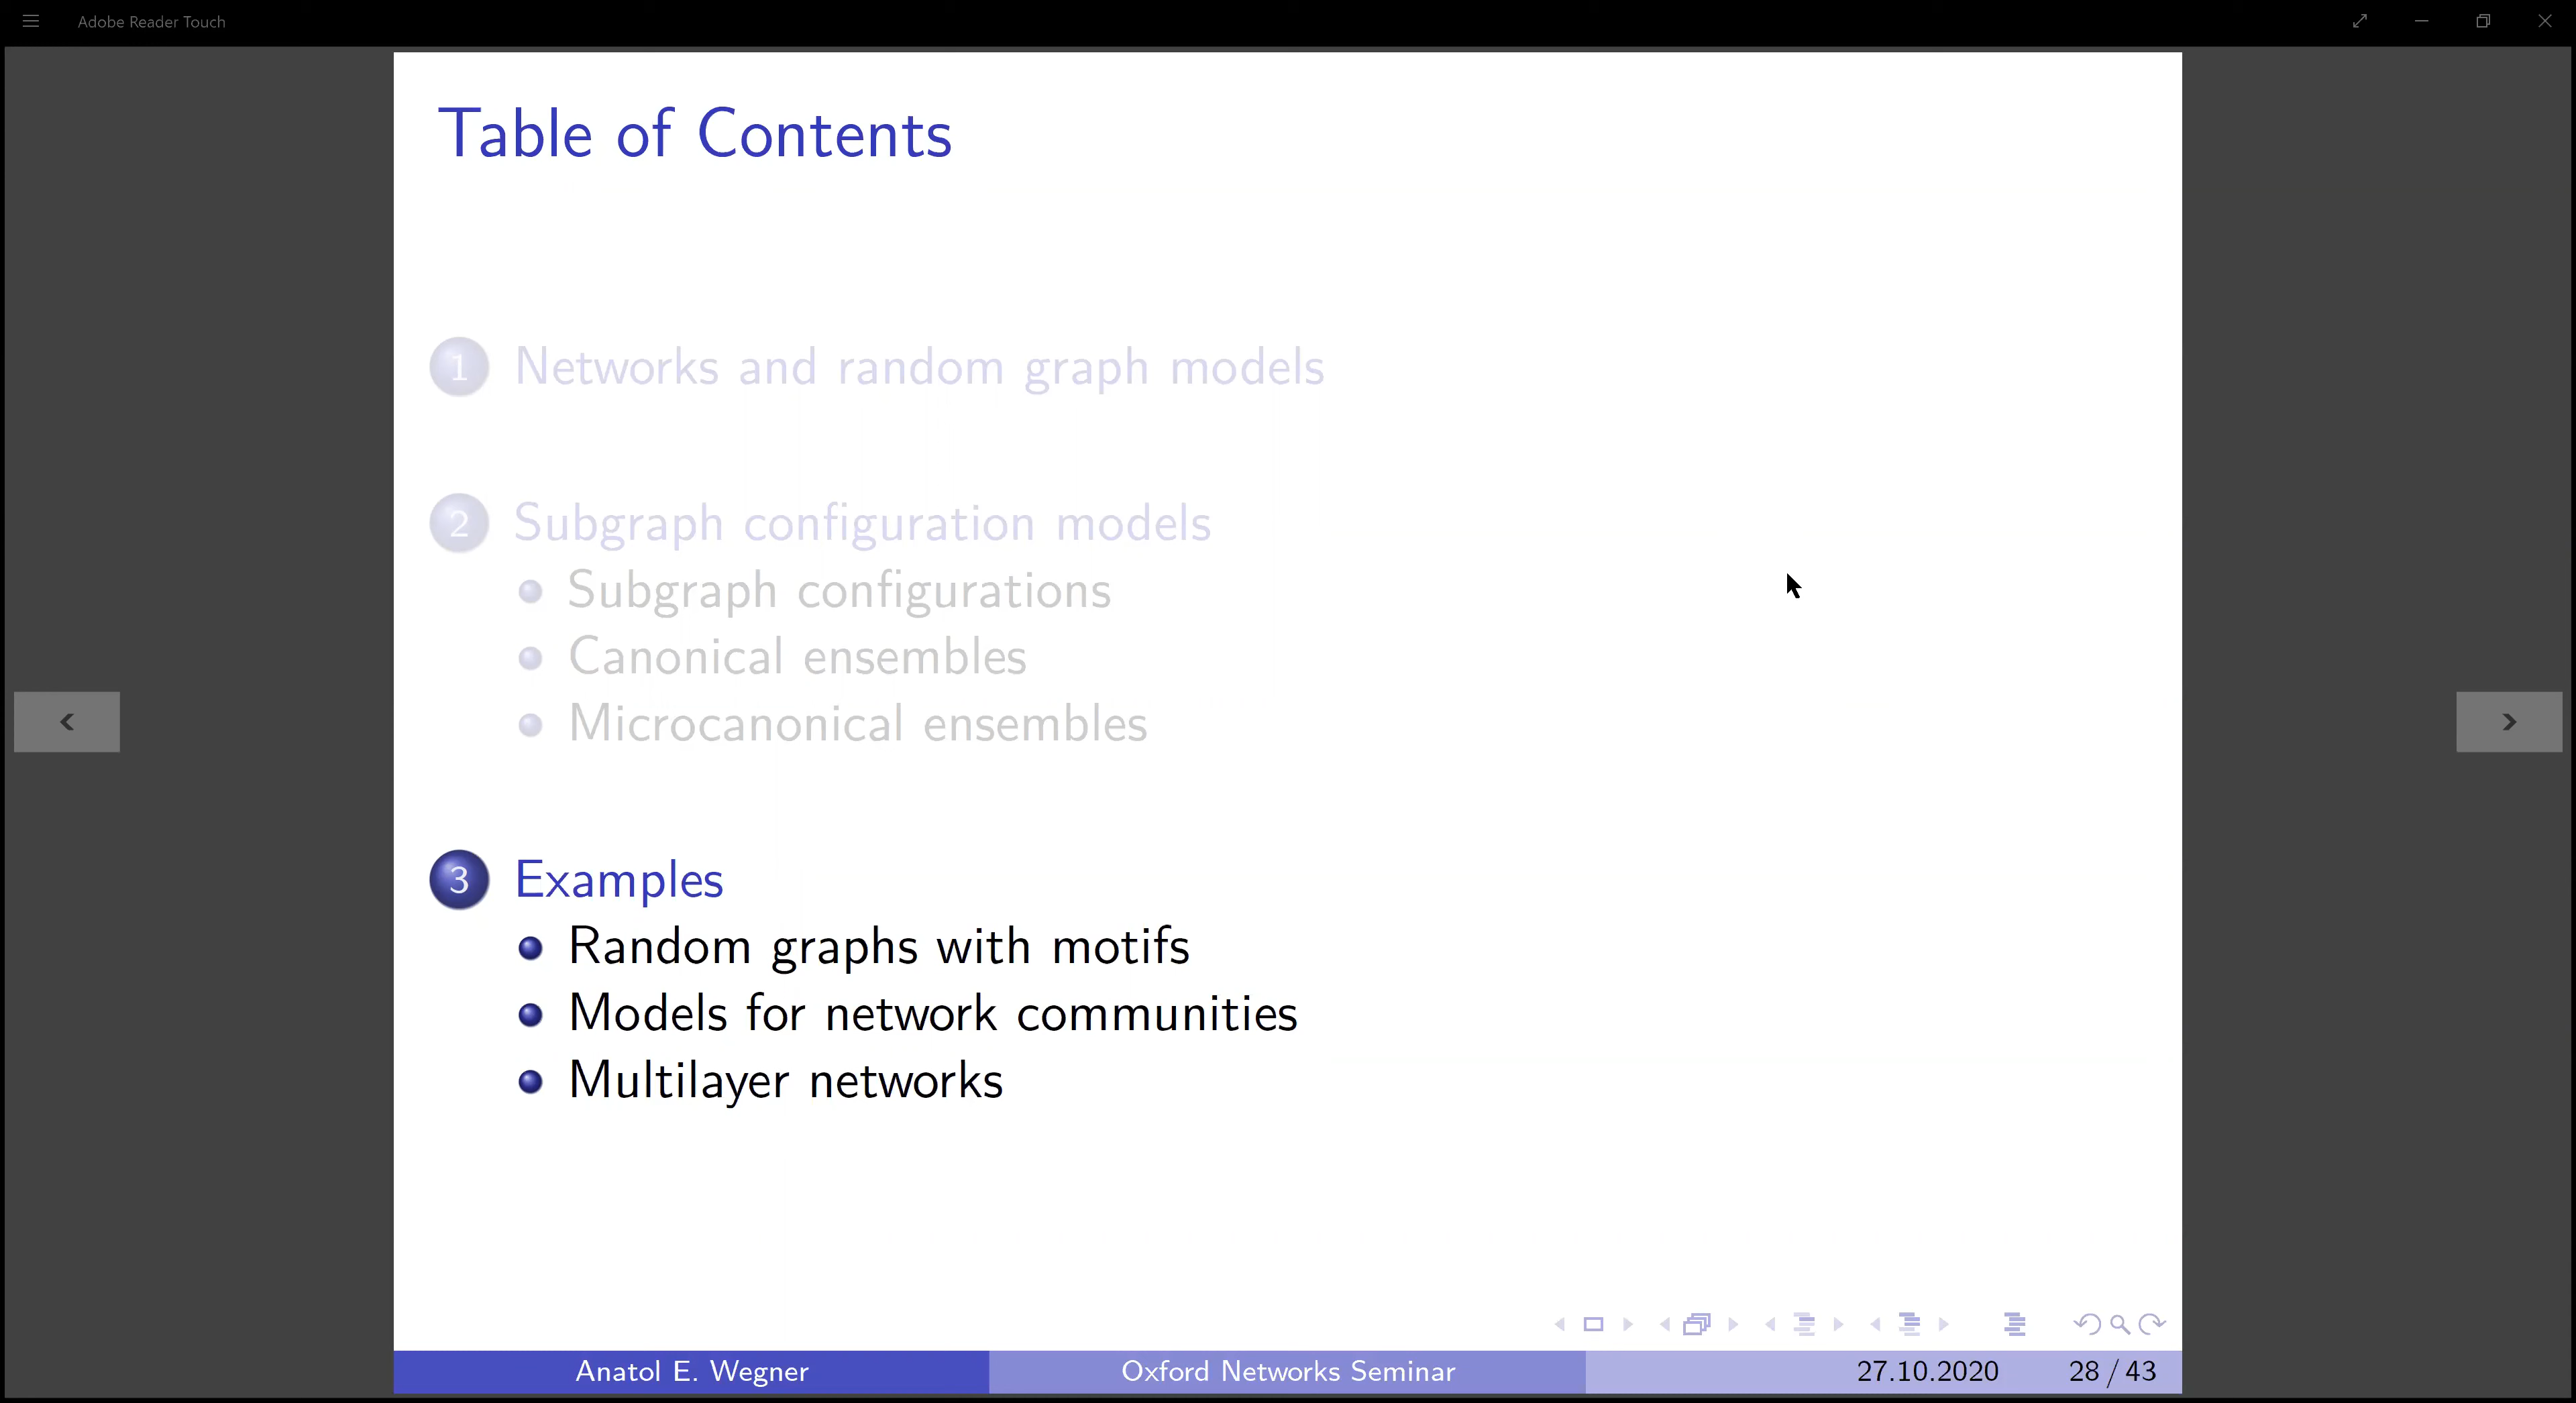 Adobe Reader Touch
Table of Contents
1 Networks and random graph models
2 Subgraph configuration models
Subgraph configurations
Canonical ensembles
Microcanonical ensembles
3 Examples
Random graphs with motifs
Models for network communities
Multilayer networks
Anatol E. Wegner Oxford Networks Seminar 27.10.2020 28 / 43